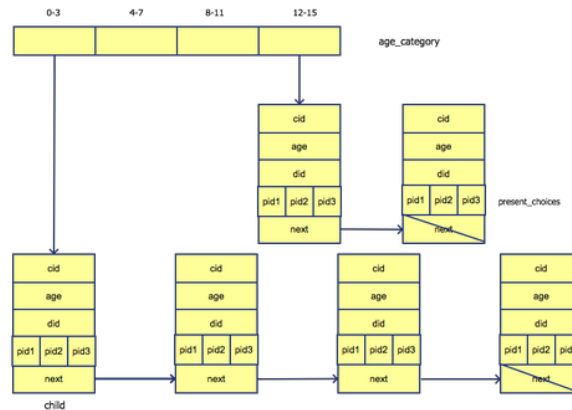 0-3 4-7 8-11 12-15
age_category
cid cid
age age
did did
pid1 pid2 pid3 pid1 pid2 pid3 present_choices
next next
cid cid cid cid
age age age age
did did did did
pid1 pid2 pid3 pid1 pid2 pid3 pid1 pid2 pid3 pid1 pid2
next next next next
child